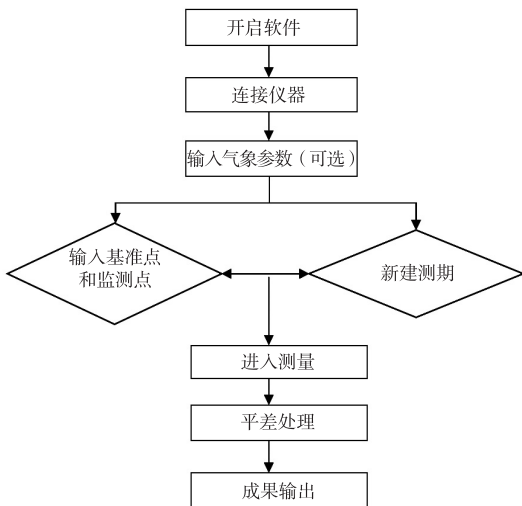 开启软件
连接仪器
输入气象参数（可选）
输入基准点
和监测点
新建测期
进入测量
平差处理
成果输出